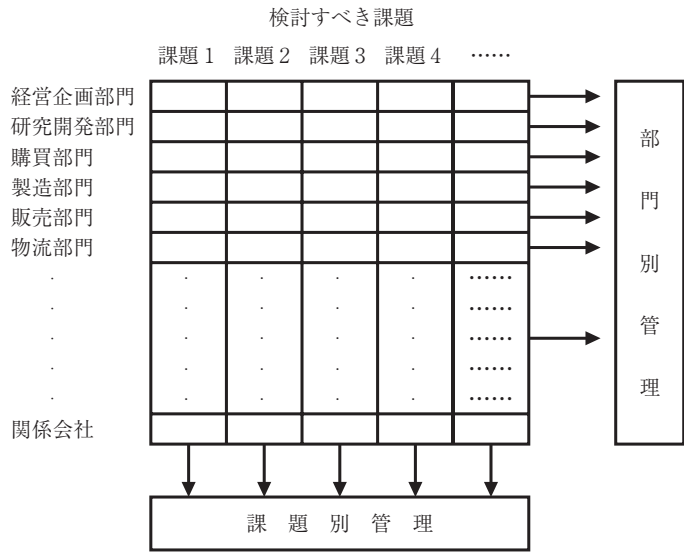 検討すべき課題
課題1 課題2 課題3 課題4 ……
経営企画部門
研究開発部門
購買部門
製造部門
販売部門
物流部門
. . . . . ……
. . . . . ……
. . . . . ……
. . . . . ……
. . . . . ……
関係会社
部門別管理
課題別管理